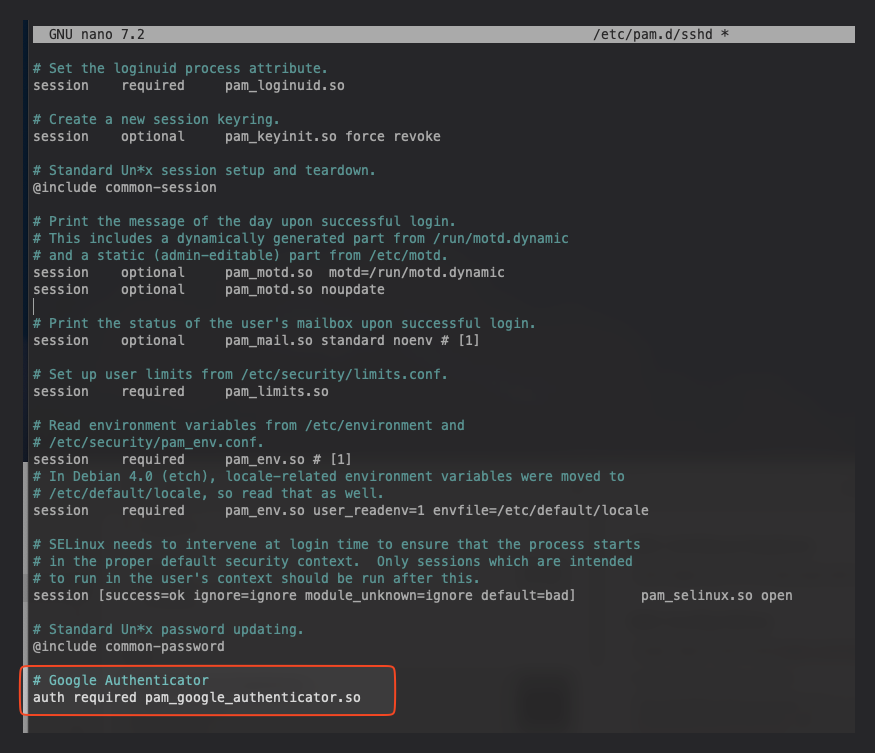 GNU nano 7.2 /etc/pam.d/sshd *
# Set the loginuid process attribute.
session    required     pam_loginuid.so
# Create a new session keyring.
session    optional     pam_keyinit.so force revoke
# Standard Un*x session setup and teardown.
@include common-session
# Print the message of the day upon successful login.
# This includes a dynamically generated part from /run/motd.dynamic
# and a static (admin-editable) part from /etc/motd.
session    optional     pam_motd.so  motd=/run/motd.dynamic
session    optional     pam_motd.so noupdate
# Print the status of the user's mailbox upon successful login.
session    optional     pam_mail.so standard noenv # [1]
# Set up user limits from /etc/security/limits.conf.
session    required     pam_limits.so
# Read environment variables from /etc/environment and
# /etc/security/pam_env.conf.
session    required     pam_env.so # [1]
# In Debian 4.0 (etch), locale-related environment variables were moved to
# /etc/default/locale, so read that as well.
session    required     pam_env.so user_readenv=1 envfile=/etc/default/locale
# SELinux needs to intervene at login time to ensure that the process starts
# in the proper default security context.  Only sessions which are intended
# to run in the user's context should be run after this.
session [success=ok ignore=ignore module_unknown=ignore default=bad]        pam_selinux.so open
# Standard Un*x password updating.
@include common-password
# Google Authenticator
auth required pam_google_authenticator.so